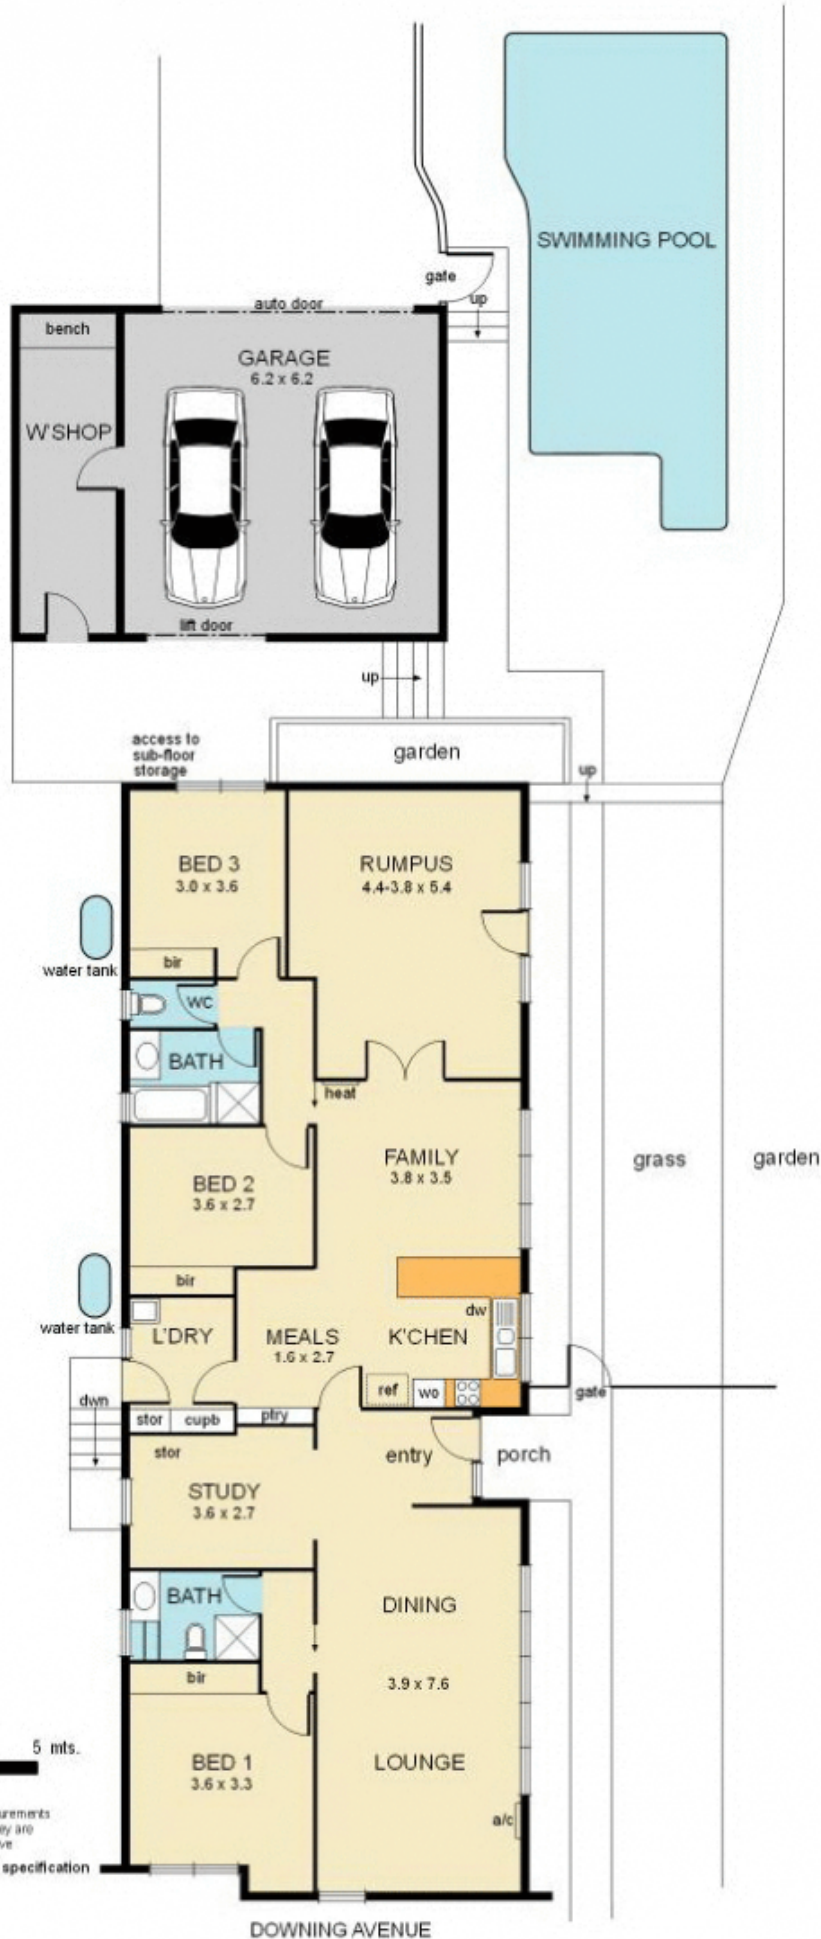 SWIMMING POOL
gate
up
auto door
bench
GARAGE
6.2 x 6.2
W'SHOP
lift door
up
access to
sub-floor
storage
garden
up
BED 3
3.0 x 3.6
RUMPUS
4.4-3.8 x 5.4
water tank
bir
WC
BATH
heat
FAMILY
3.8 x 3.5
grass
garden
BED 2
3.6 x 2.7
bir
water tank
L'DRY
MEALS
1.6 x 2.7
K'CHEN
dw
ref
wo
gate
dwn
stor
cupb
ptry
stor
entry
porch
STUDY
3.6 x 2.7
BATH
DINING
bir
3.9 x 7.6
5 mts.
BED 1
3.6 x 3.3
LOUNGE
a/c
urements
ey are
ve
specification
DOWNING AVENUE